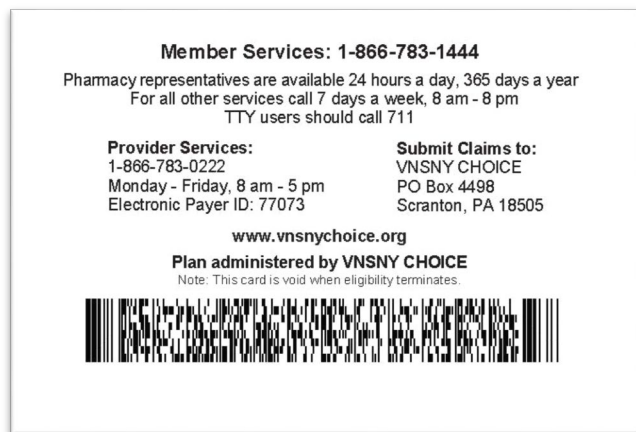 Member Services: 1-866-783-1444
Pharmacy representatives are available 24 hours a day, 365 days a year
For all other services call 7 days a week, 8 am - 8 pm
TTY users should call 711
Provider Services:
1-866-783-0222
Monday - Friday, 8 am - 5 pm
Electronic Payer ID: 77073
Submit Claims to:
VNSNY CHOICE
PO Box 4498
Scranton, PA 18505
www.vnsnychoice.org
Plan administered by VNSNY CHOICE
Note: This card is void when eligibility terminates.